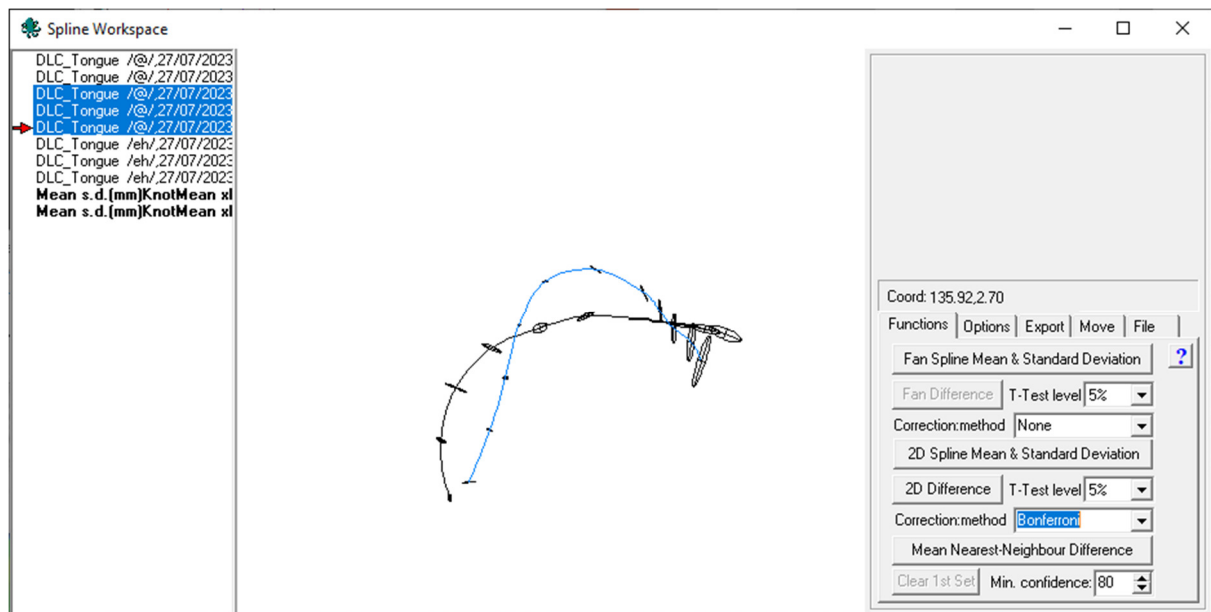 Spline Workspace
DLC_Tongue /@/,27/07/2023
DLC_Tongue /@/,27/07/2023
DLC_Tongue /@/,27/07/2023
DLC_Tongue /@/,27/07/2023
DLC_Tongue /@/,27/07/2023
DLC_Tongue /eh/,27/07/2023
DLC_Tongue /eh/,27/07/2023
DLC_Tongue /eh/,27/07/2023
Mean s.d.(mm)KnotMean xl
Mean s.d.(mm)KnotMean xl
Coord: 135.92,2.70
Functions Options Export Move File
Fan Spline Mean & Standard Deviation ?
Fan Difference T-Test level 5%
Correction:method None
2D Spline Mean & Standard Deviation
2D Difference T-Test level 5%
Correction:method Bonferroni
Mean Nearest-Neighbour Difference
Clear 1st Set Min. confidence: 80